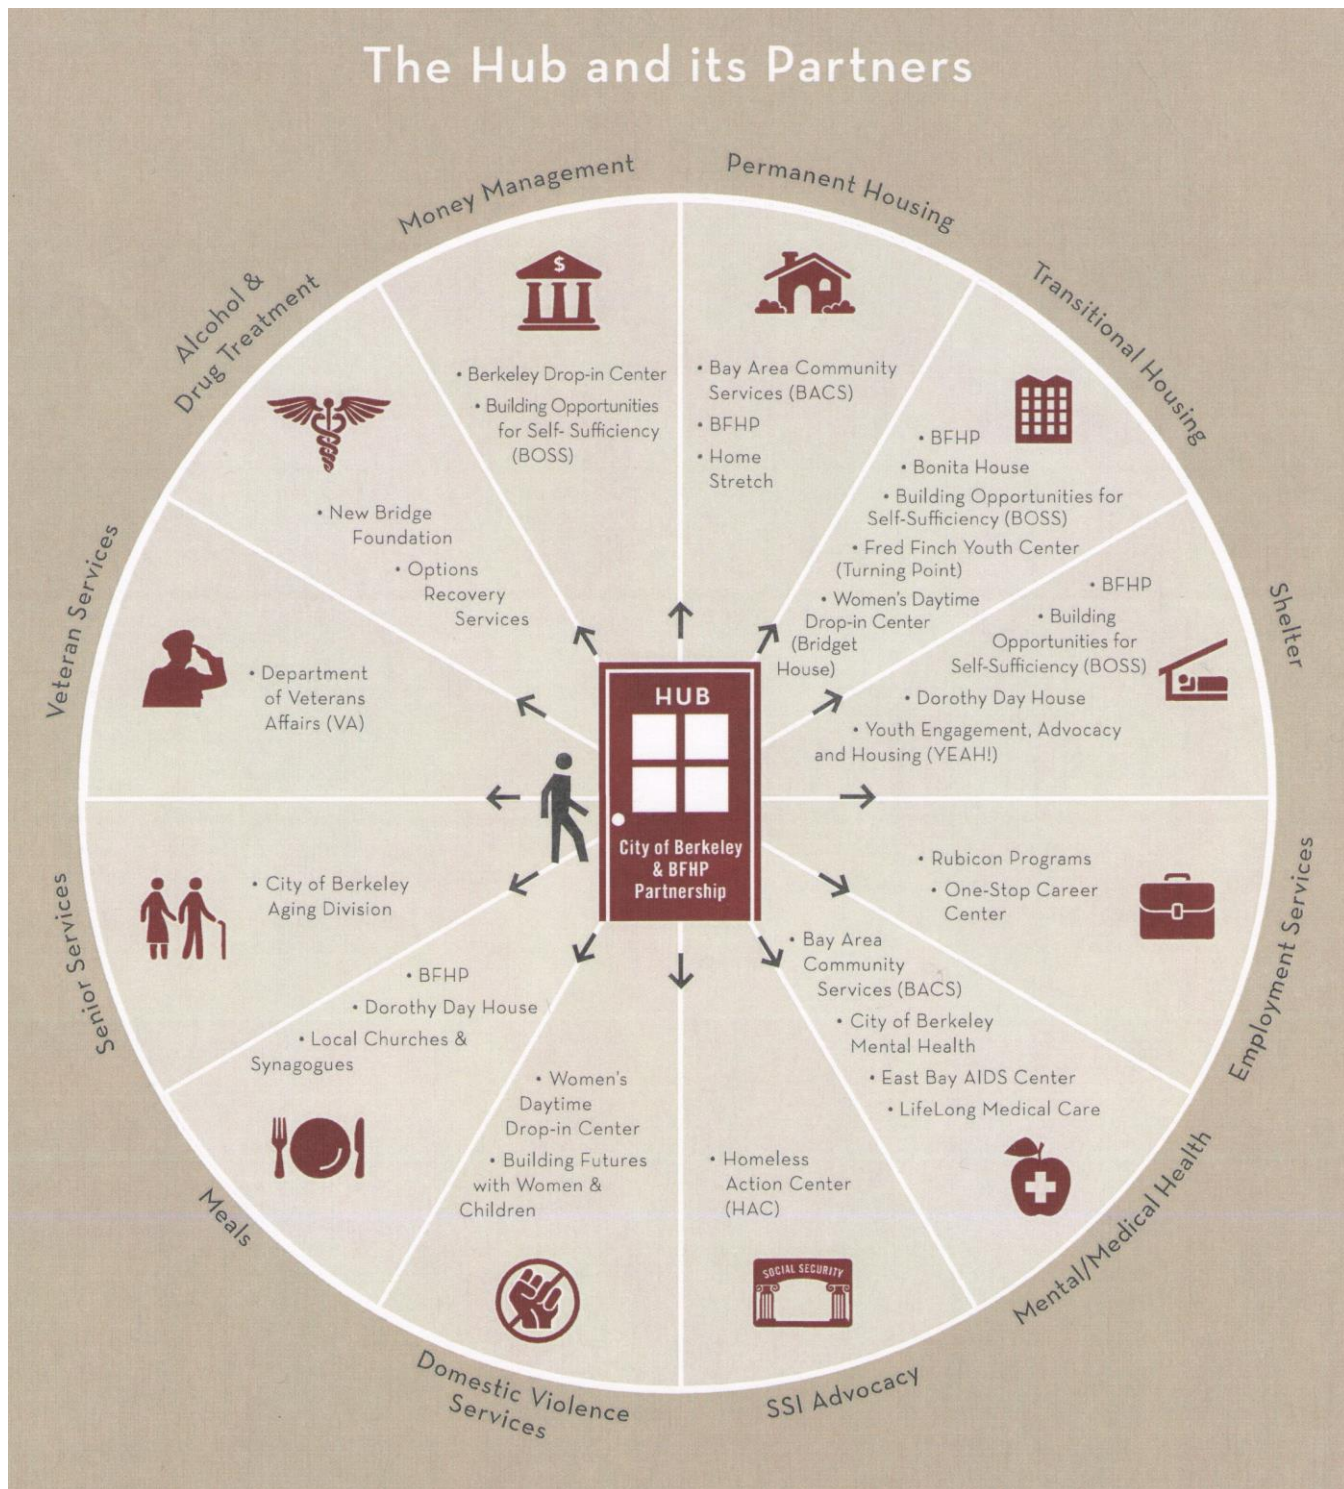 The Hub and its Partners
Money Management
$
• Berkeley Drop-in Center
• Building Opportunities
for Self- Sufficiency
(BOSS)
Permanent Housing
• Bay Area Community
Services (BACS)
• BFHP
• Home
Stretch
Transitional Housing
• BFHP
• Bonita House
• Building Opportunities for
Self-Sufficiency (BOSS)
• Fred Finch Youth Center
(Turning Point)
• Women's Daytime
Drop-in Center
(Bridget
House)
Shelter
• BFHP
• Building
Opportunities for
Self-Sufficiency (BOSS)
• Dorothy Day House
• Youth Engagement, Advocacy
and Housing (YEAH!)
Employment Services
• Rubicon Programs
• One-Stop Career
Center
Mental/Medical Health
• Bay Area
Community
Services (BACS)
• City of Berkeley
Mental Health
• East Bay AIDS Center
• LifeLong Medical Care
SSI Advocacy
• Homeless
Action Center
(HAC)
SOCIAL SECURITY
Domestic Violence
Services
• Women's
Daytime
Drop-in Center
• Building Futures
with Women &
Children
Meals
• BFHP
• Dorothy Day House
• Local Churches &
Synagogues
Senior Services
• City of Berkeley
Aging Division
Veteran Services
• Department
of Veterans
Affairs (VA)
Alcohol &
Drug Treatment
• New Bridge
Foundation
• Options
Recovery
Services
HUB
City of Berkeley
& BFHP
Partnership